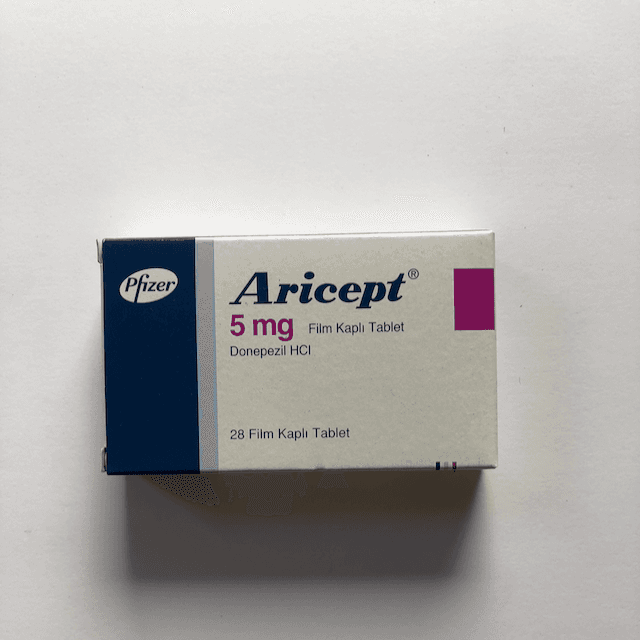 Pfizer
Aricept®
5 mg Film Kaplı Tablet
Donepezil HCl
28 Film Kaplı Tablet